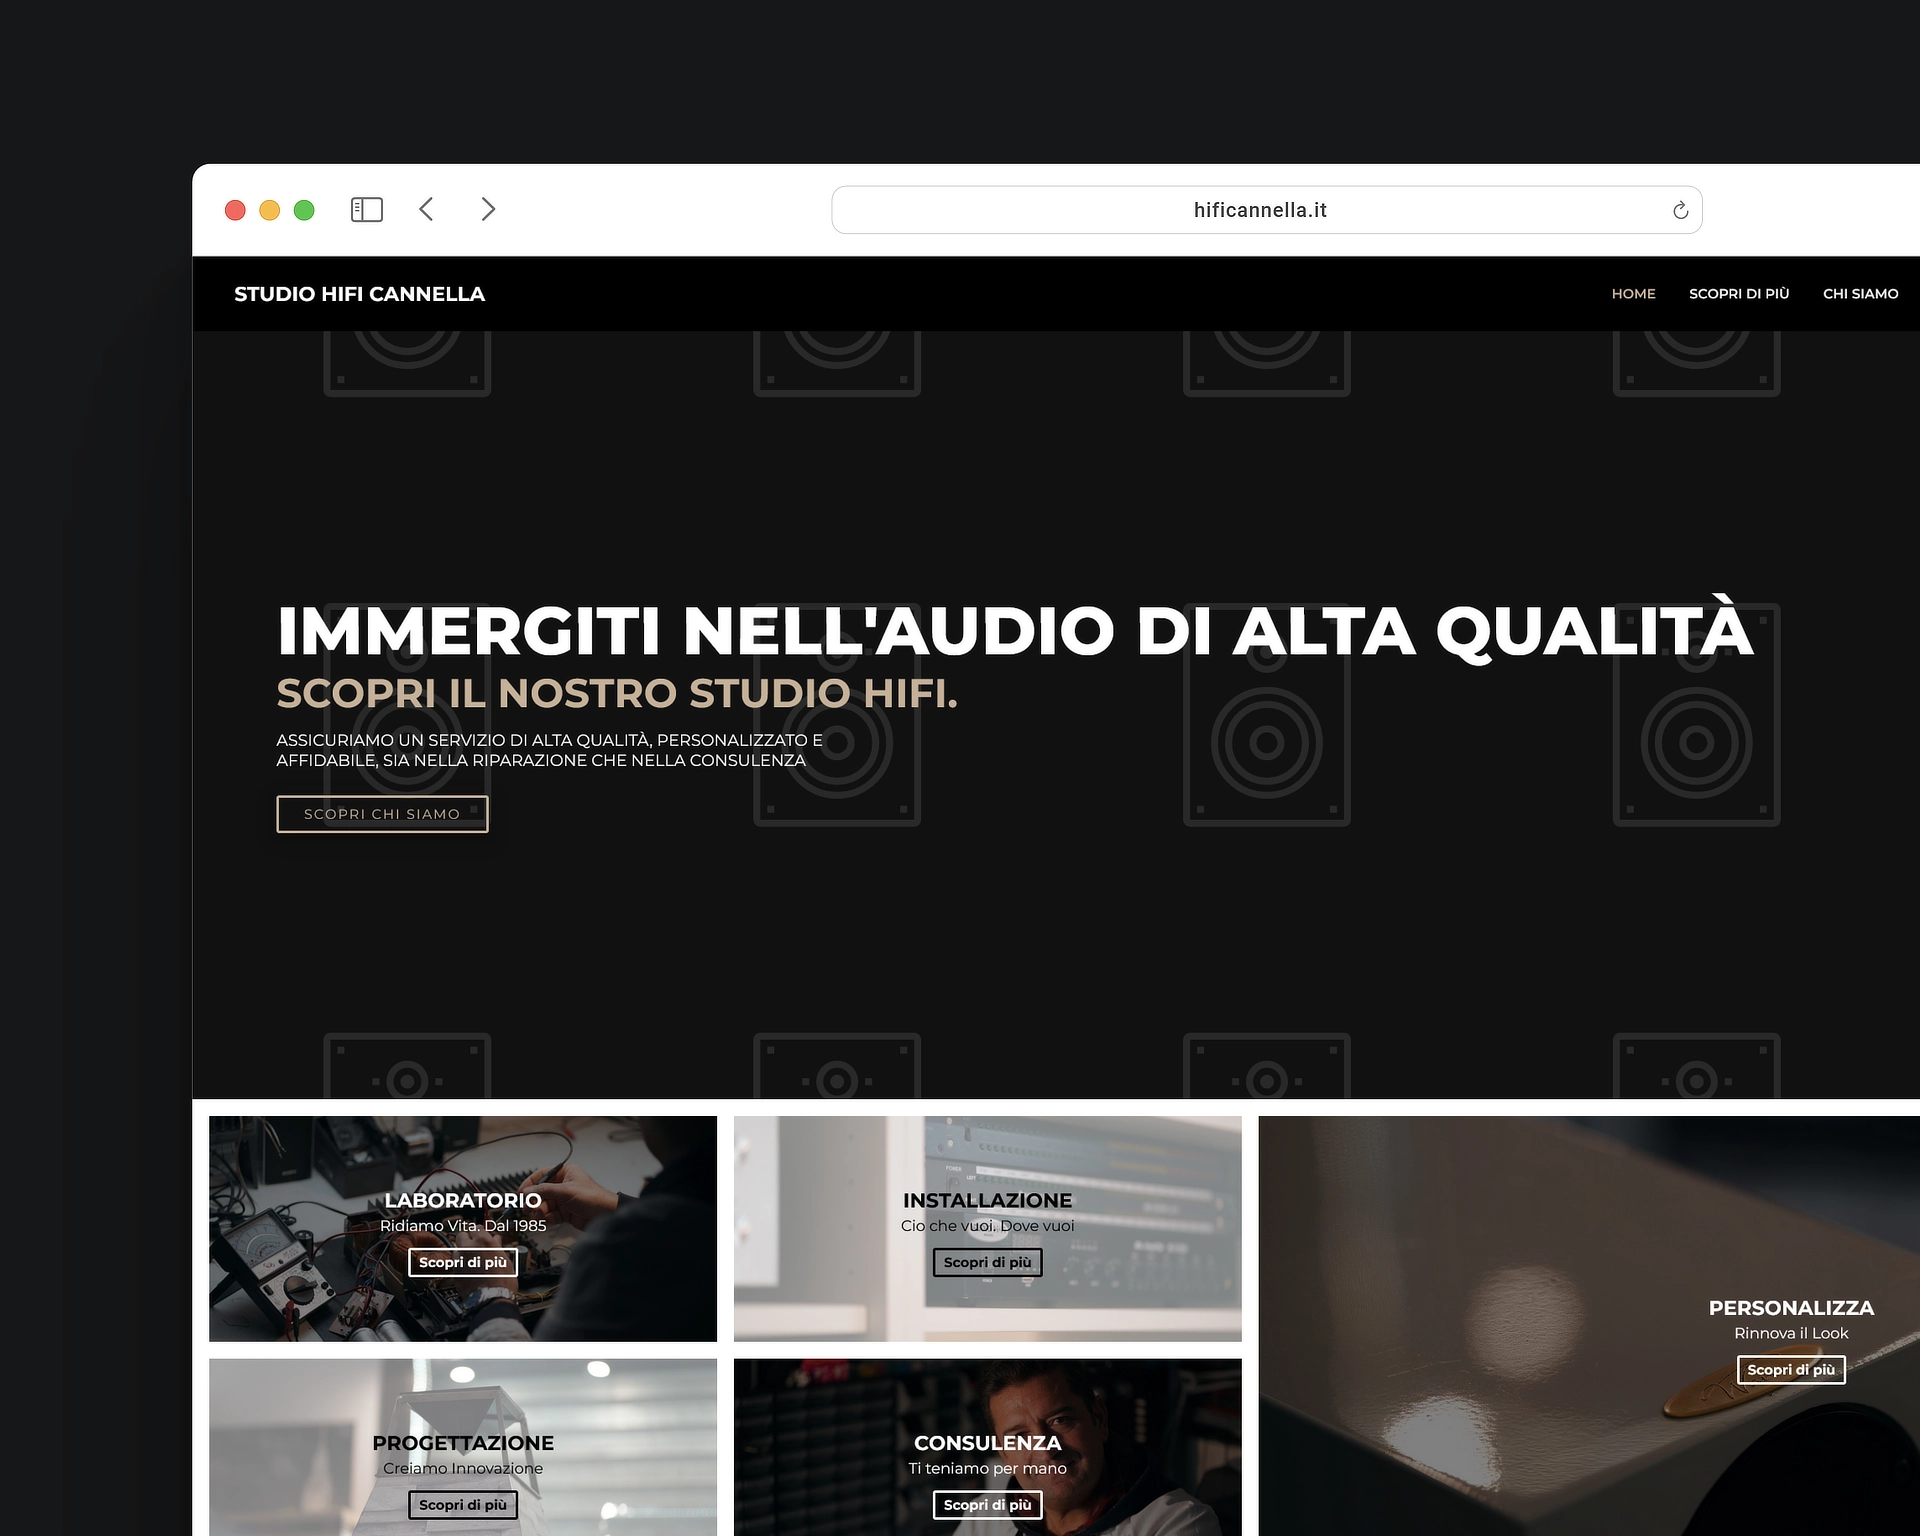 hificannella.it
STUDIO HIFI CANNELLA
HOME SCOPRI DI PIÙ CHI SIAMO
IMMERGITI NELL'AUDIO DI ALTA QUALITÀ
SCOPRI IL NOSTRO STUDIO HIFI.
ASSICURIAMO UN SERVIZIO DI ALTA QUALITÀ, PERSONALIZZATO E
AFFIDABILE, SIA NELLA RIPARAZIONE CHE NELLA CONSULENZA
SCOPRI CHI SIAMO
LABORATORIO
Ridiamo Vita. Dal 1985
Scopri di più
INSTALLAZIONE
Cio che vuoi. Dove vuoi
Scopri di più
PERSONALIZZA
Rinnova il Look
Scopri di più
PROGETTAZIONE
Creiamo Innovazione
Scopri di più
CONSULENZA
Ti teniamo per mano
Scopri di più